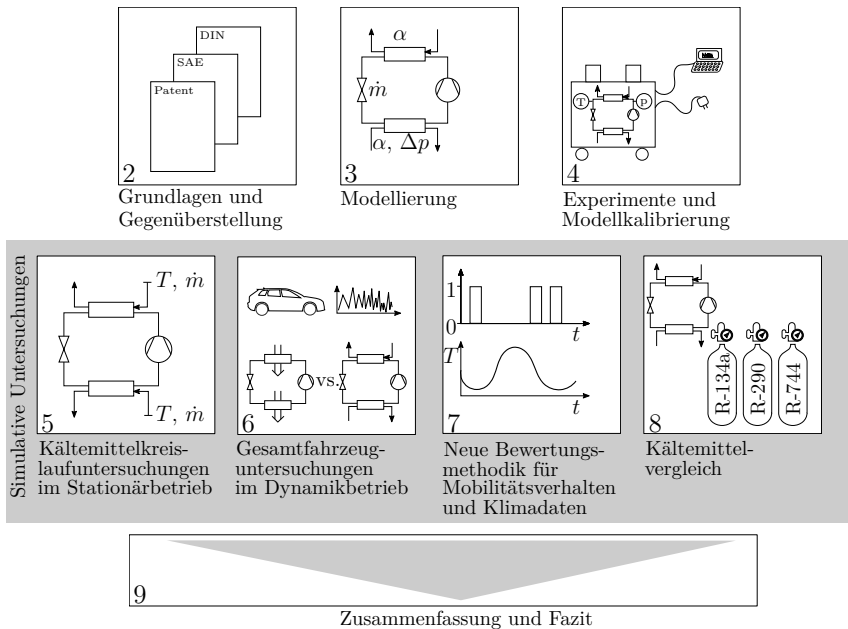 DIN
SAE
Patent
2
Grundlagen und
Gegenüberstellung
α
ṁ
α, Δp
3
Modellierung
T
P
4
Experimente und
Modellkalibrierung
Simulative Untersuchungen
T, ṁ
T, ṁ
5
Kältemittelkreis-
laufuntersuchungen
im Stationärbetrieb
vs.
6
Gesamtfahrzeug-
untersuchungen
im Dynamikbetrieb
1
0
t
T
t
7
Neue Bewertungs-
methodik für
Mobilitätsverhalten
und Klimadaten
R-134a
R-290
R-744
8
Kältemittel-
vergleich
9
Zusammenfassung und Fazit